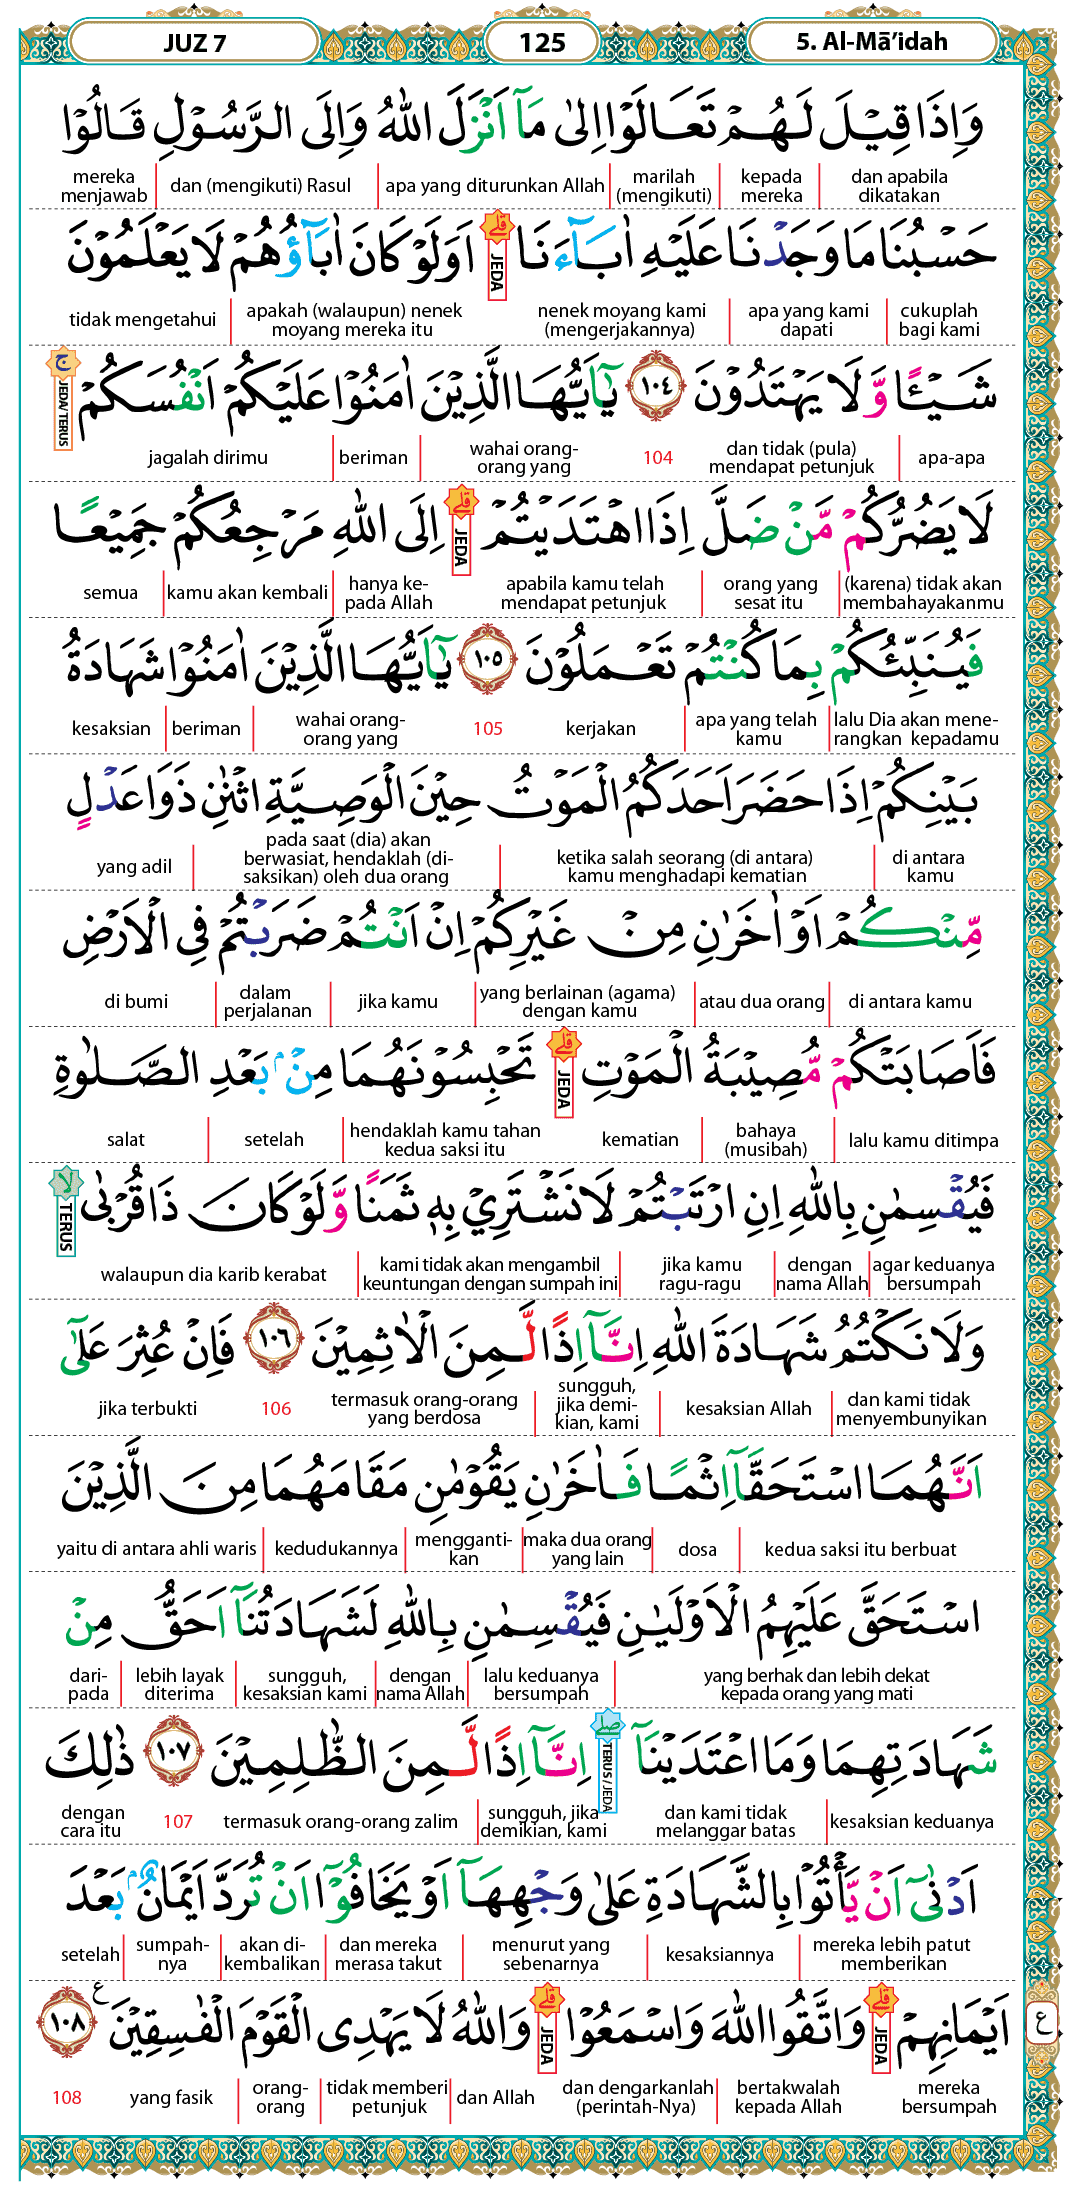 JUZ 7 125 5. Al-Mā’idah
وَاِذَا قِيْلَ لَهُمْ تَعَالَوْا اِلٰى مَآ اَنْزَلَ اللّٰهُ وَاِلَى الرَّسُوْلِ قَالُوْا
dan apabila dikatakan | kepada mereka | marilah (mengikuti) | apa yang diturunkan Allah | dan (mengikuti) Rasul | mereka menjawab
حَسْبُنَا مَا وَجَدْنَا عَلَيْهِ اٰبَاۤءَنَا ۗ JEDA اَوَلَوْ كَانَ اٰبَاۤؤُهُمْ لَا يَعْلَمُوْنَ
cukuplah bagi kami | apa yang kami dapati | nenek moyang kami (mengerjakannya) apakah (walaupun) nenek moyang mereka itu | tidak mengetahui
شَيْـًٔا وَّلَا يَهْتَدُوْنَ ١٠٤ يٰٓاَيُّهَا الَّذِيْنَ اٰمَنُوْا عَلَيْكُمْ اَنْفُسَكُمْ ۚ JEDA/TERUS
apa-apa | dan tidak (pula) mendapat petunjuk 104 wahai orang-orang yang | beriman | jagalah dirimu
لَا يَضُرُّكُمْ مَّنْ ضَلَّ اِذَا اهْتَدَيْتُمْ ۗ JEDA اِلَى اللّٰهِ مَرْجِعُكُمْ جَمِيْعًا
(karena) tidak akan membahayakanmu | orang yang sesat itu | apabila kamu telah mendapat petunjuk hanya ke-pada Allah | kamu akan kembali | semua
فَيُنَبِّئُكُمْ بِمَا كُنْتُمْ تَعْمَلُوْنَ ١٠٥ يٰٓاَيُّهَا الَّذِيْنَ اٰمَنُوْا شَهَادَةُ
lalu Dia akan mene-rangkan kepadamu | apa yang telah kamu | kerjakan 105 wahai orang-orang yang | beriman | kesaksian
بَيْنِكُمْ اِذَا حَضَرَ اَحَدَكُمُ الْمَوْتُ حِيْنَ الْوَصِيَّةِ اثْنٰنِ ذَوَا عَدْلٍ
di antara kamu | ketika salah seorang (di antara) kamu menghadapi kematian | pada saat (dia) akan berwasiat, hendaklah (di-saksikan) oleh dua orang | yang adil
مِّنْكُمْ اَوْ اٰخَرٰنِ مِنْ غَيْرِكُمْ اِنْ اَنْتُمْ ضَرَبْتُمْ فِى الْاَرْضِ
di antara kamu | atau dua orang | yang berlainan (agama) dengan kamu | jika kamu | dalam perjalanan | di bumi
فَاَصَابَتْكُمْ مُّصِيْبَةُ الْمَوْتِ ۗ JEDA تَحْبِسُوْنَهُمَا مِنْۢ بَعْدِ الصَّلٰوةِ
lalu kamu ditimpa | bahaya (musibah) | kematian hendaklah kamu tahan kedua saksi itu | setelah | salat
فَيُقْسِمٰنِ بِاللّٰهِ اِنِ ارْتَبْتُمْ لَا نَشْتَرِيْ بِهٖ ثَمَنًا وَّلَوْ كَانَ ذَا قُرْبٰى ۙ TERUS
agar keduanya bersumpah | dengan nama Allah | jika kamu ragu-ragu | kami tidak akan mengambil keuntungan dengan sumpah ini | walaupun dia karib kerabat
وَلَا نَكْتُمُ شَهَادَةَ اللّٰهِ اِنَّآ اِذًا لَّمِنَ الْاٰثِمِيْنَ ١٠٦ فَاِنْ عُثِرَ عَلٰٓى
dan kami tidak menyembunyikan | kesaksian Allah | sungguh, jika demi-kian, kami | termasuk orang-orang yang berdosa 106 jika terbukti
اَنَّهُمَا اسْتَحَقَّآ اِثْمًا فَاٰخَرٰنِ يَقُوْمٰنِ مَقَامَهُمَا مِنَ الَّذِيْنَ
kedua saksi itu berbuat | dosa | maka dua orang yang lain | mengganti-kan | kedudukannya | yaitu di antara ahli waris
اسْتَحَقَّ عَلَيْهِمُ الْاَوْلَيٰنِ فَيُقْسِمٰنِ بِاللّٰهِ لَشَهَادَتُنَآ اَحَقُّ مِنْ
yang berhak dan lebih dekat kepada orang yang mati | lalu keduanya bersumpah | dengan nama Allah | sungguh, kesaksian kami | lebih layak diterima | dari-pada
شَهَادَتِهِمَا وَمَا اعْتَدَيْنَآ ۖ TERUS/JEDA اِنَّآ اِذًا لَّمِنَ الظّٰلِمِيْنَ ١٠٧ ذٰلِكَ
kesaksian keduanya | dan kami tidak melanggar batas sungguh, jika demikian, kami | termasuk orang-orang zalim 107 dengan cara itu
اَدْنٰىٓ اَنْ يَّأْتُوْا بِالشَّهَادَةِ عَلٰى وَجْهِهَآ اَوْ يَخَافُوْٓا اَنْ تُرَدَّ اَيْمَانٌۢ بَعْدَ
mereka lebih patut memberikan | kesaksiannya | menurut yang sebenarnya | dan mereka merasa takut | akan di-kembalikan | sumpah-nya | setelah
اَيْمَانِهِمْ ۗ JEDA وَاتَّقُوا اللّٰهَ وَاسْمَعُوْا ۗ JEDA وَاللّٰهُ لَا يَهْدِى الْقَوْمَ الْفٰسِقِيْنَ ع ١٠٨ ع
mereka bersumpah bertakwalah kepada Allah | dan dengarkanlah (perintah-Nya) dan Allah | tidak memberi petunjuk | orang-orang | yang fasik 108